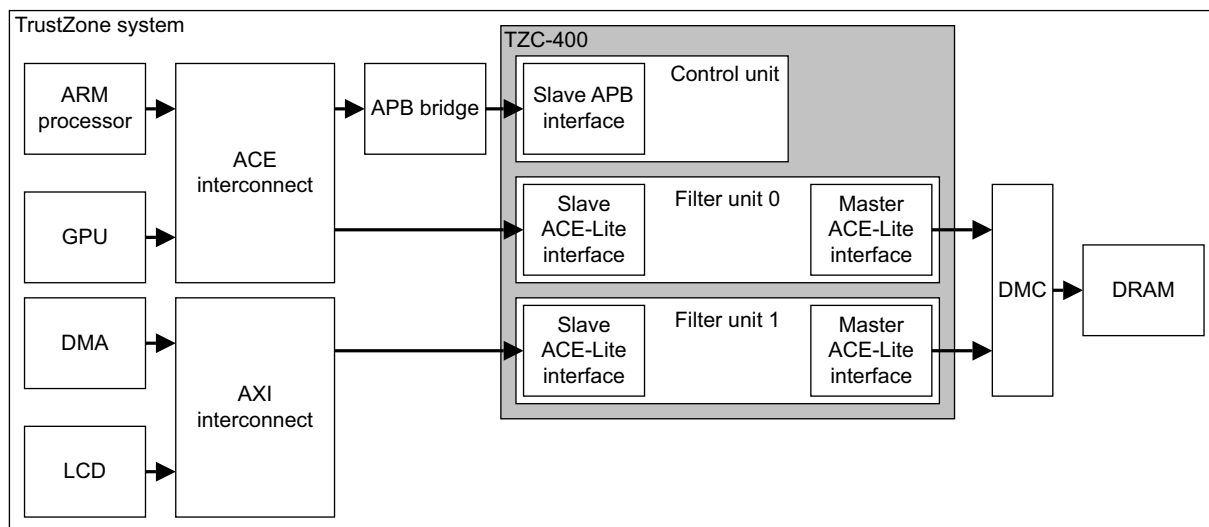 TrustZone system
TZC-400
ARM
processor
ACE
interconnect
APB bridge
Slave APB
interface
Control unit
GPU
Slave
ACE-Lite
interface
Filter unit 0
Master
ACE-Lite
interface
DMA
AXI
interconnect
Slave
ACE-Lite
interface
Filter unit 1
Master
ACE-Lite
interface
DMC
DRAM
LCD